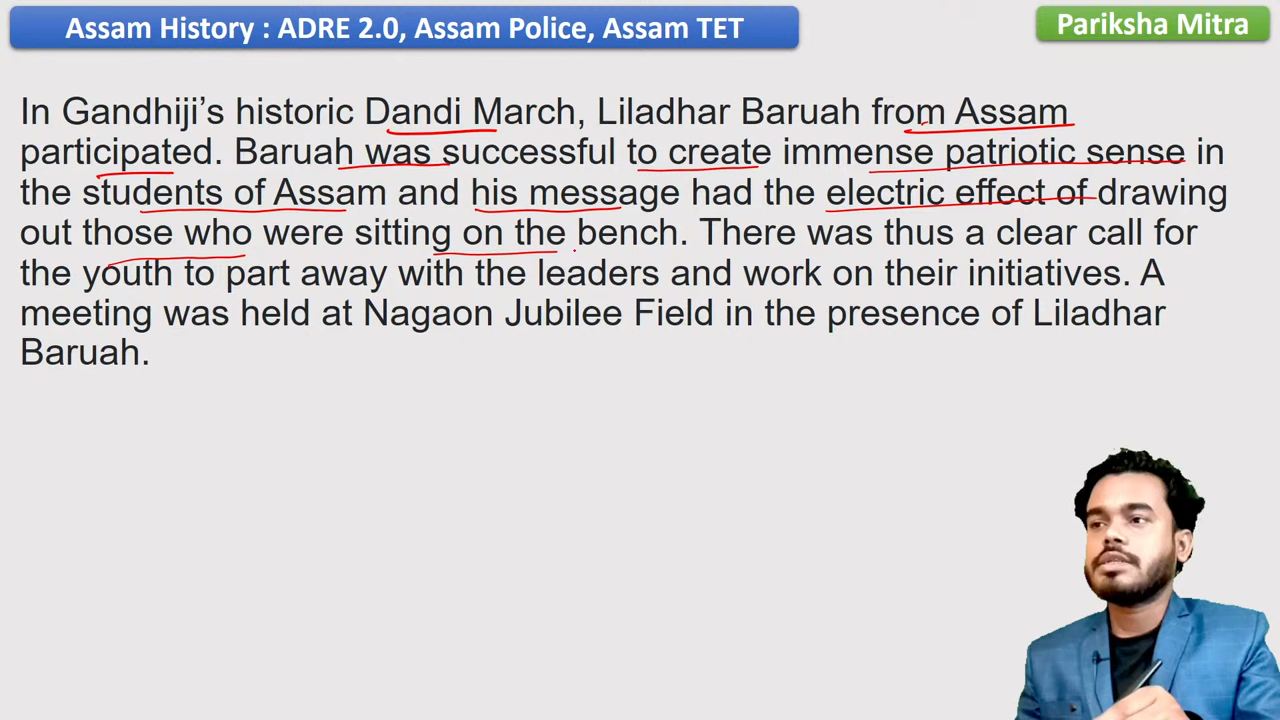 Assam History : ADRE 2.0, Assam Police, Assam TET
Pariksha Mitra
In Gandhiji’s historic Dandi March, Liladhar Baruah from Assam
participated. Baruah was successful to create immense patriotic sense in
the students of Assam and his message had the electric effect of drawing
out those who were sitting on the bench. There was thus a clear call for
the youth to part away with the leaders and work on their initiatives. A
meeting was held at Nagaon Jubilee Field in the presence of Liladhar
Baruah.